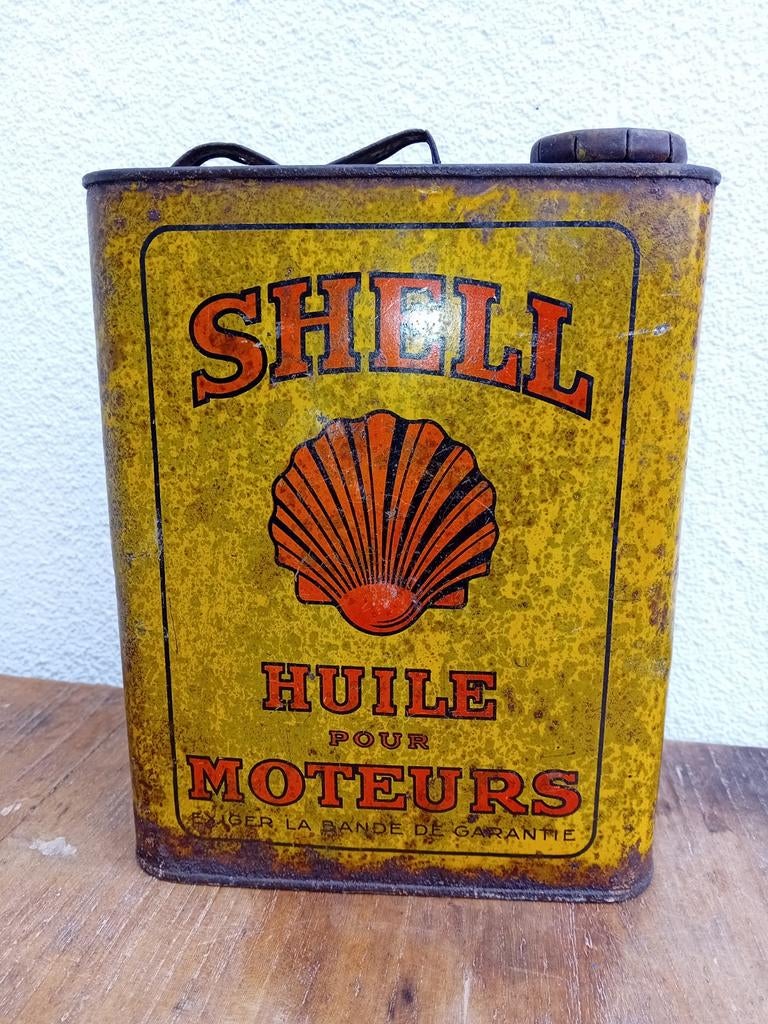 SHELL
HUILE
POUR
MOTEURS
EXIGER LA BANDE DE GARANTIE